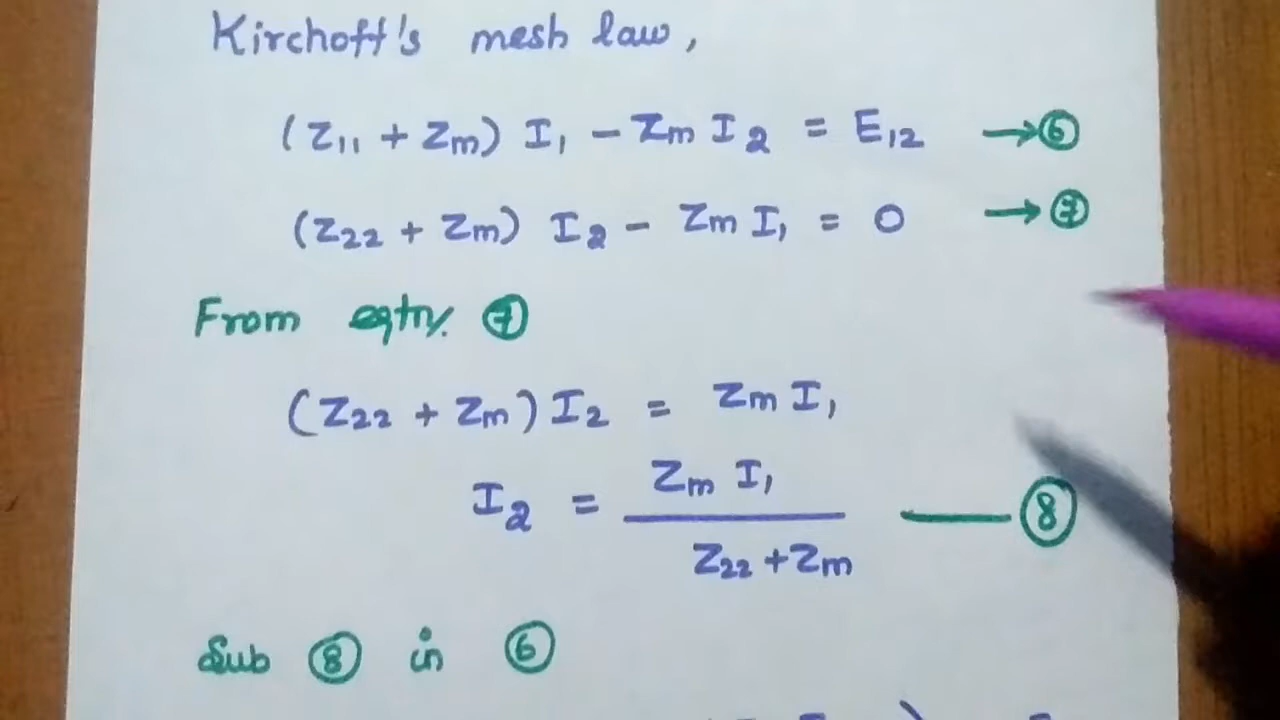 Kirchoff's mesh law,
(Z₁₁ + Zm) I₁ − Zm I₂ = E₁₂ → ⑥
(Z₂₂ + Zm) I₂ − Zm I₁ = 0 → ⑦
From eqtn. ⑦
(Z₂₂ + Zm) I₂ = Zm I₁
I₂ = Zm I₁ / Z₂₂ + Zm — ⑧
Sub ⑧ in ⑥